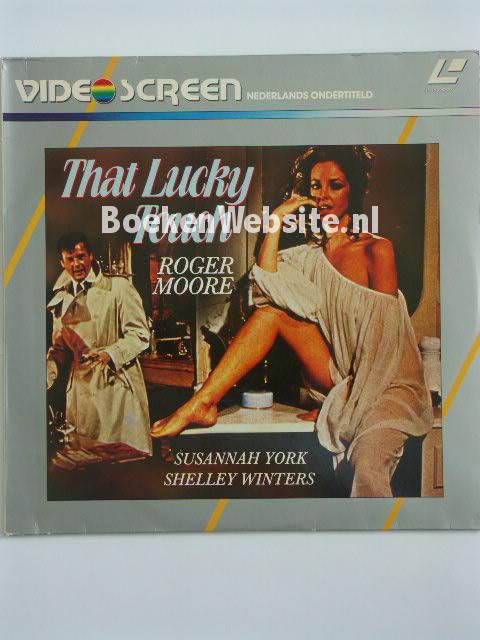 VIDEOSCREEN NEDERLANDS ONDERTITELD
That Lucky
Touch
BoekenWebsite.nl
ROGER
MOORE
SUSANNAH YORK
SHELLEY WINTERS